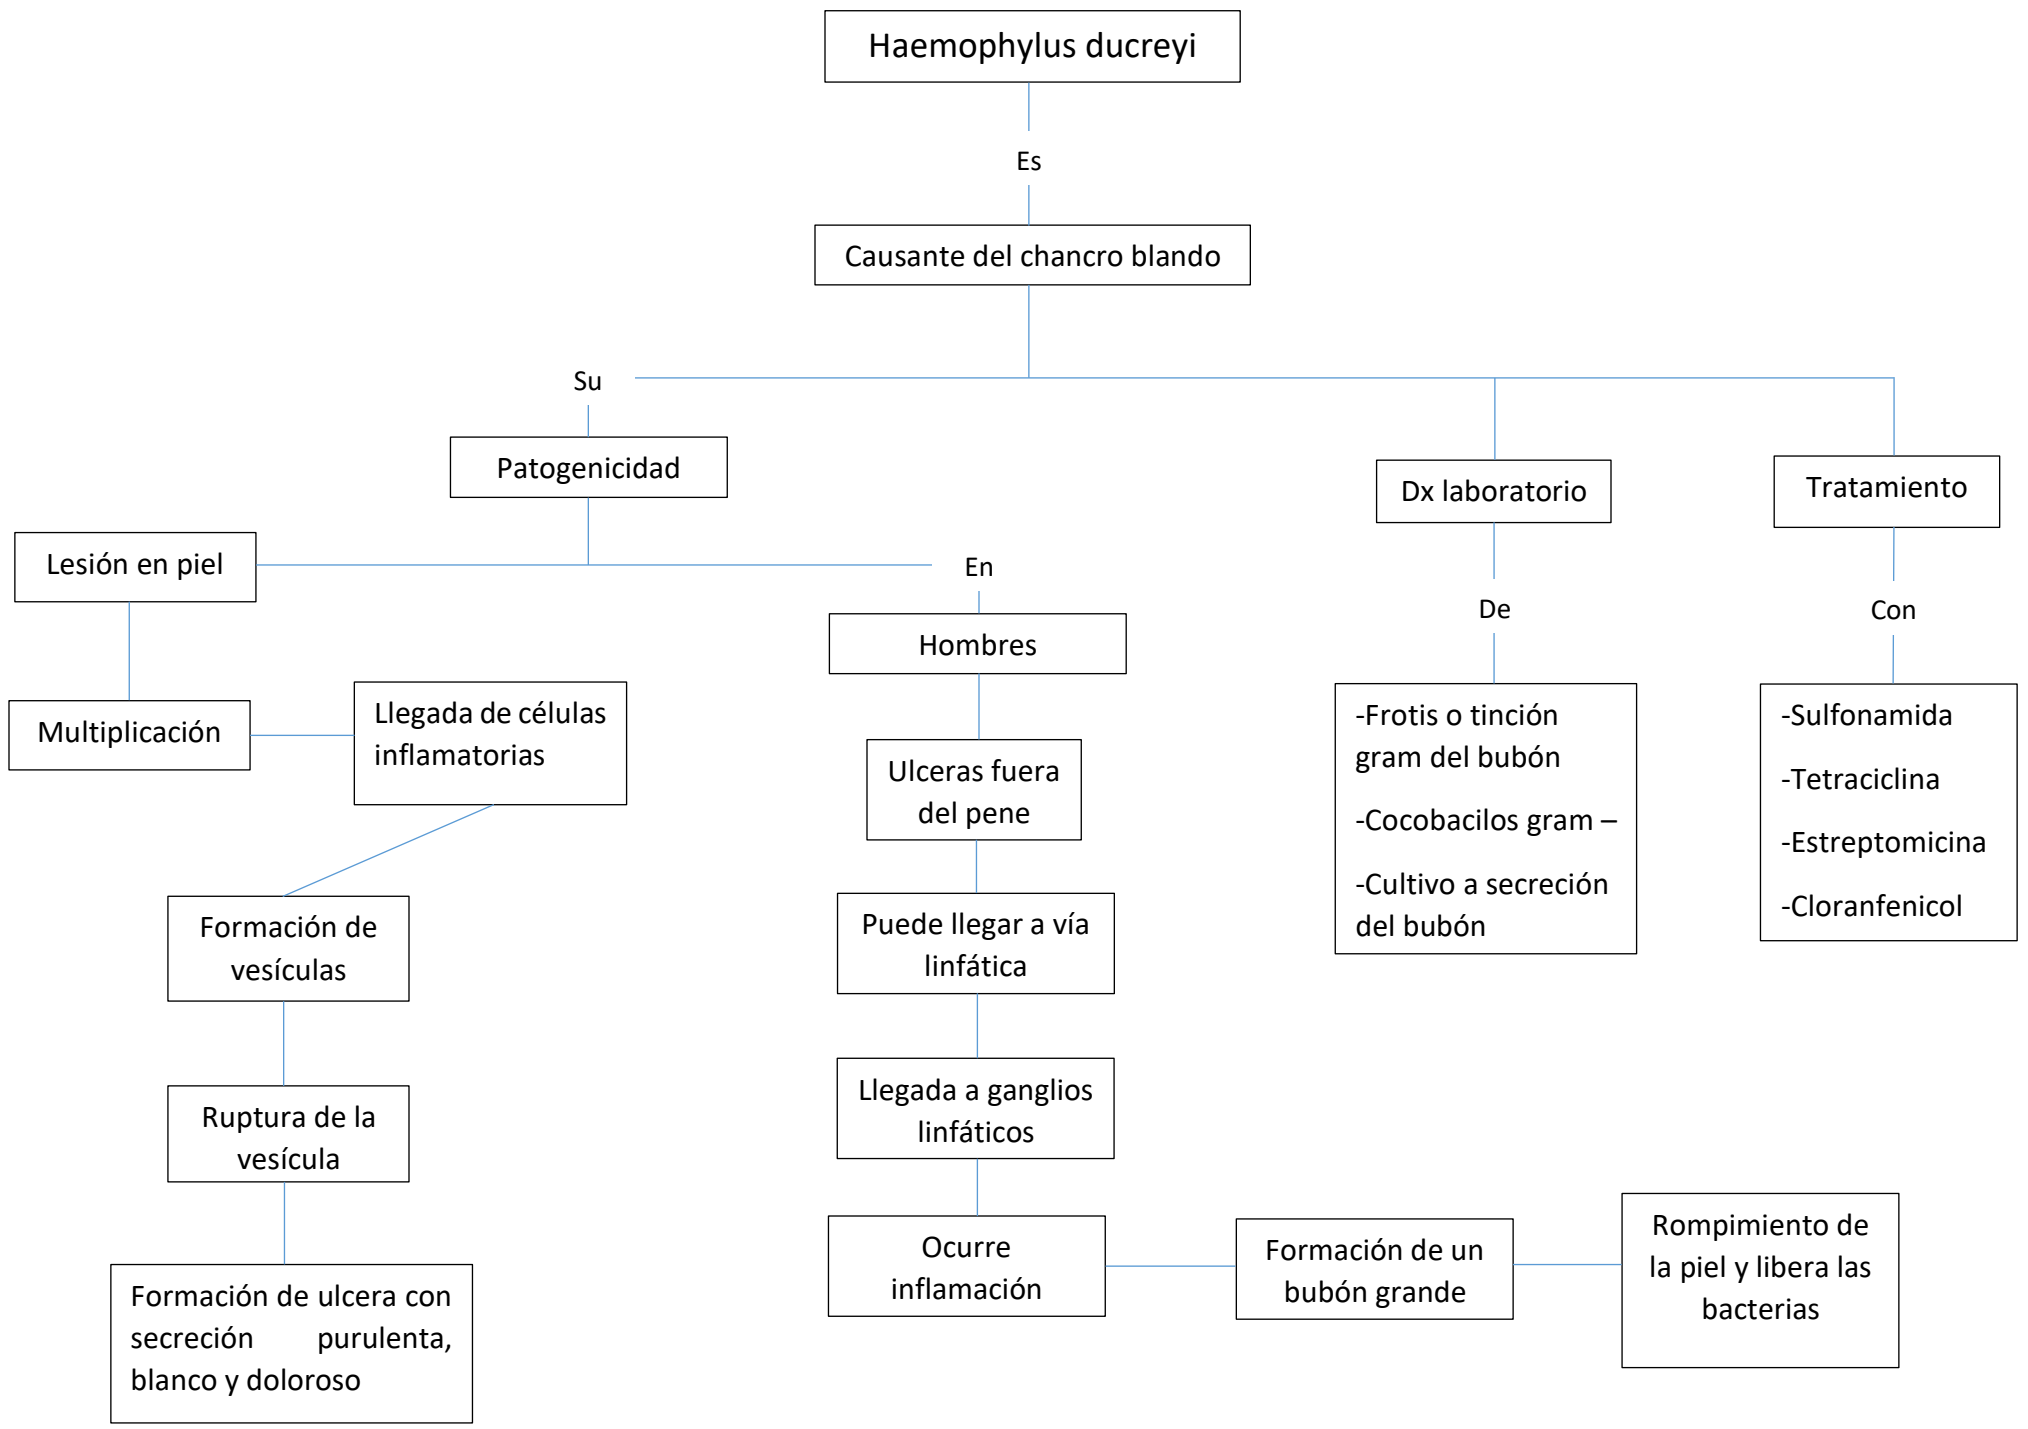 Haemophylus ducreyi
Es
Causante del chancro blando
Su
Patogenicidad
Lesión en piel
Multiplicación
Llegada de células
inflamatorias
Formación de
vesículas
Ruptura de la
vesícula
Formación de ulcera con
secreción purulenta,
blanco y doloroso
En
Hombres
Ulceras fuera
del pene
Puede llegar a vía
linfática
Llegada a ganglios
linfáticos
Ocurre
inflamación
Formación de un
bubón grande
Rompimiento de
la piel y libera las
bacterias
Dx laboratorio
De
-Frotis o tinción
gram del bubón
-Cocobacilos gram –
-Cultivo a secreción
del bubón
Tratamiento
Con
-Sulfonamida
-Tetraciclina
-Estreptomicina
-Cloranfenicol